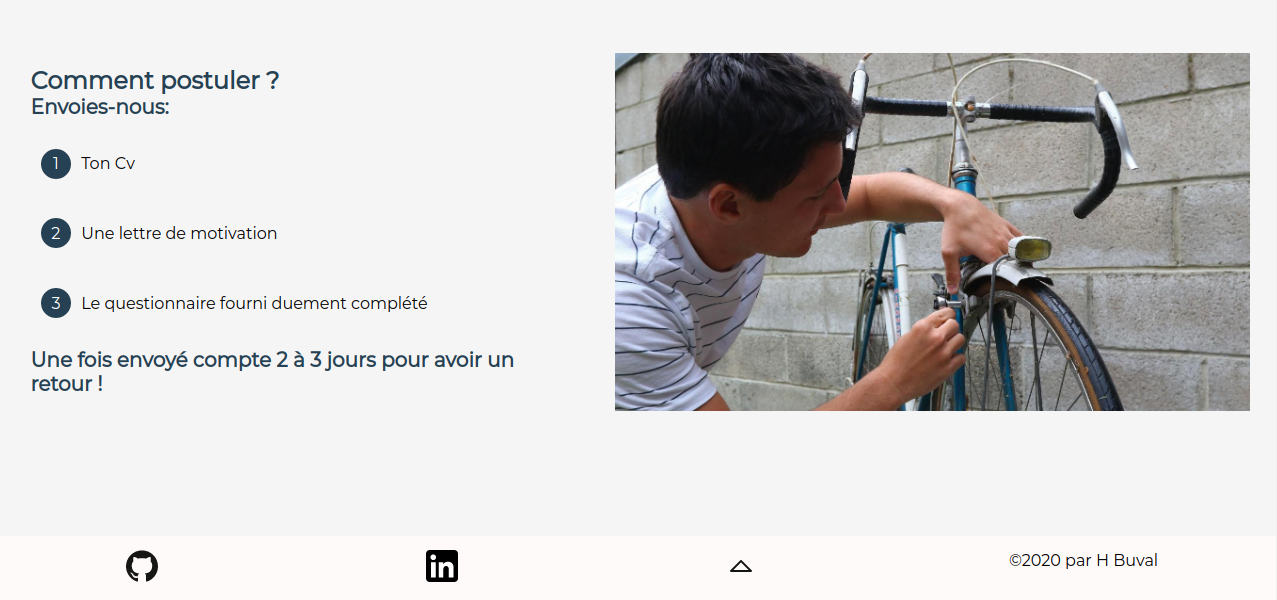 Comment postuler ?
Envoies-nous:
1 Ton Cv
2 Une lettre de motivation
3 Le questionnaire fourni duement complété
Une fois envoyé compte 2 à 3 jours pour avoir un
retour !
in
©2020 par H Buval